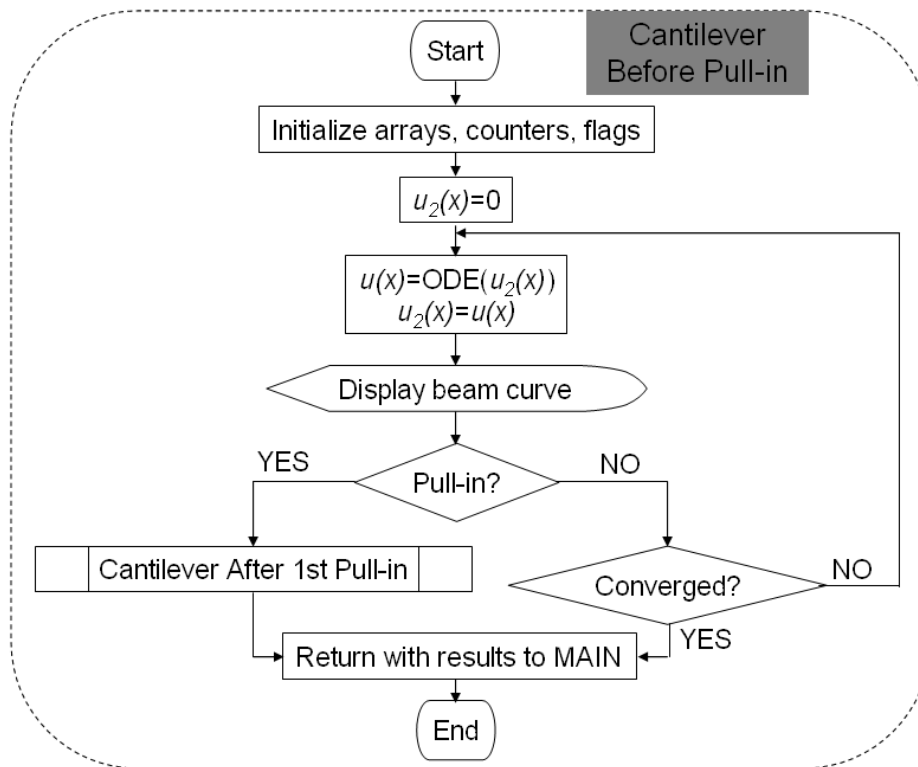 Start
Cantilever
Before Pull-in
Initialize arrays, counters, flags
u₂(x)=0
u(x)=ODE(u₂(x))
u₂(x)=u(x)
Display beam curve
YES
Pull-in?
NO
Cantilever After 1st Pull-in
Converged?
NO
YES
Return with results to MAIN
End